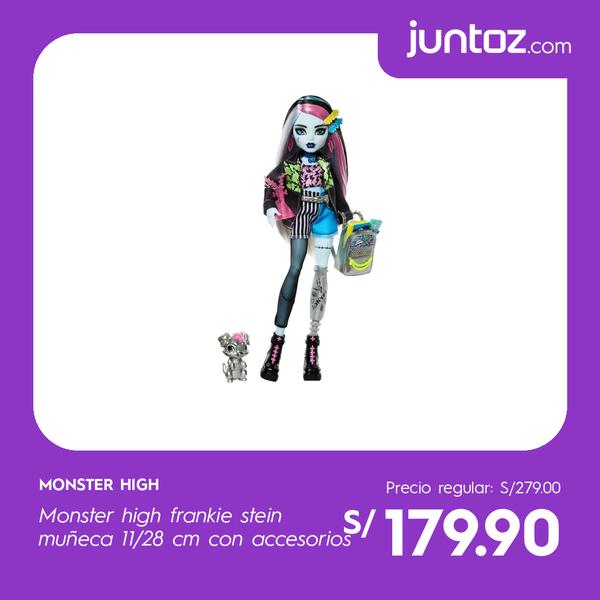 juntoz.com
MONSTER HIGH
Monster high frankie stein
muñeca 11/28 cm con accesorios
Precio regular: S/279.00
S/ 179.90